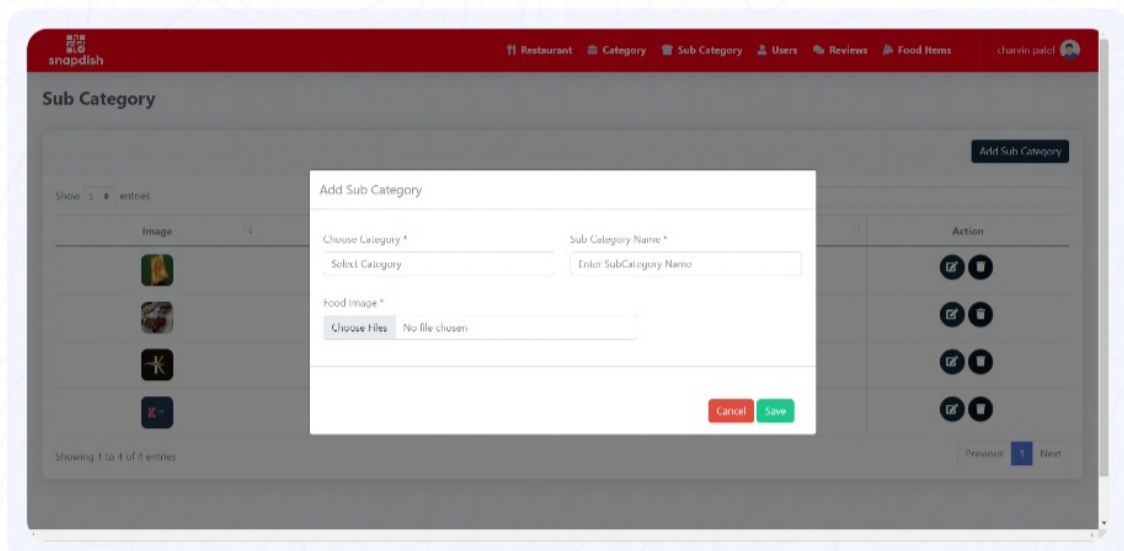 snapdish
Restaurant Category Sub Category Users Reviews Food Items charvin patel
Sub Category
Add Sub Category
Show 5 entries
Image Action
Add Sub Category
Choose Category * Sub Category Name *
Select Category Enter SubCategory Name
Food Image *
Choose Files No file chosen
Cancel Save
Showing 1 to 4 of 4 entries
Previous 1 Next